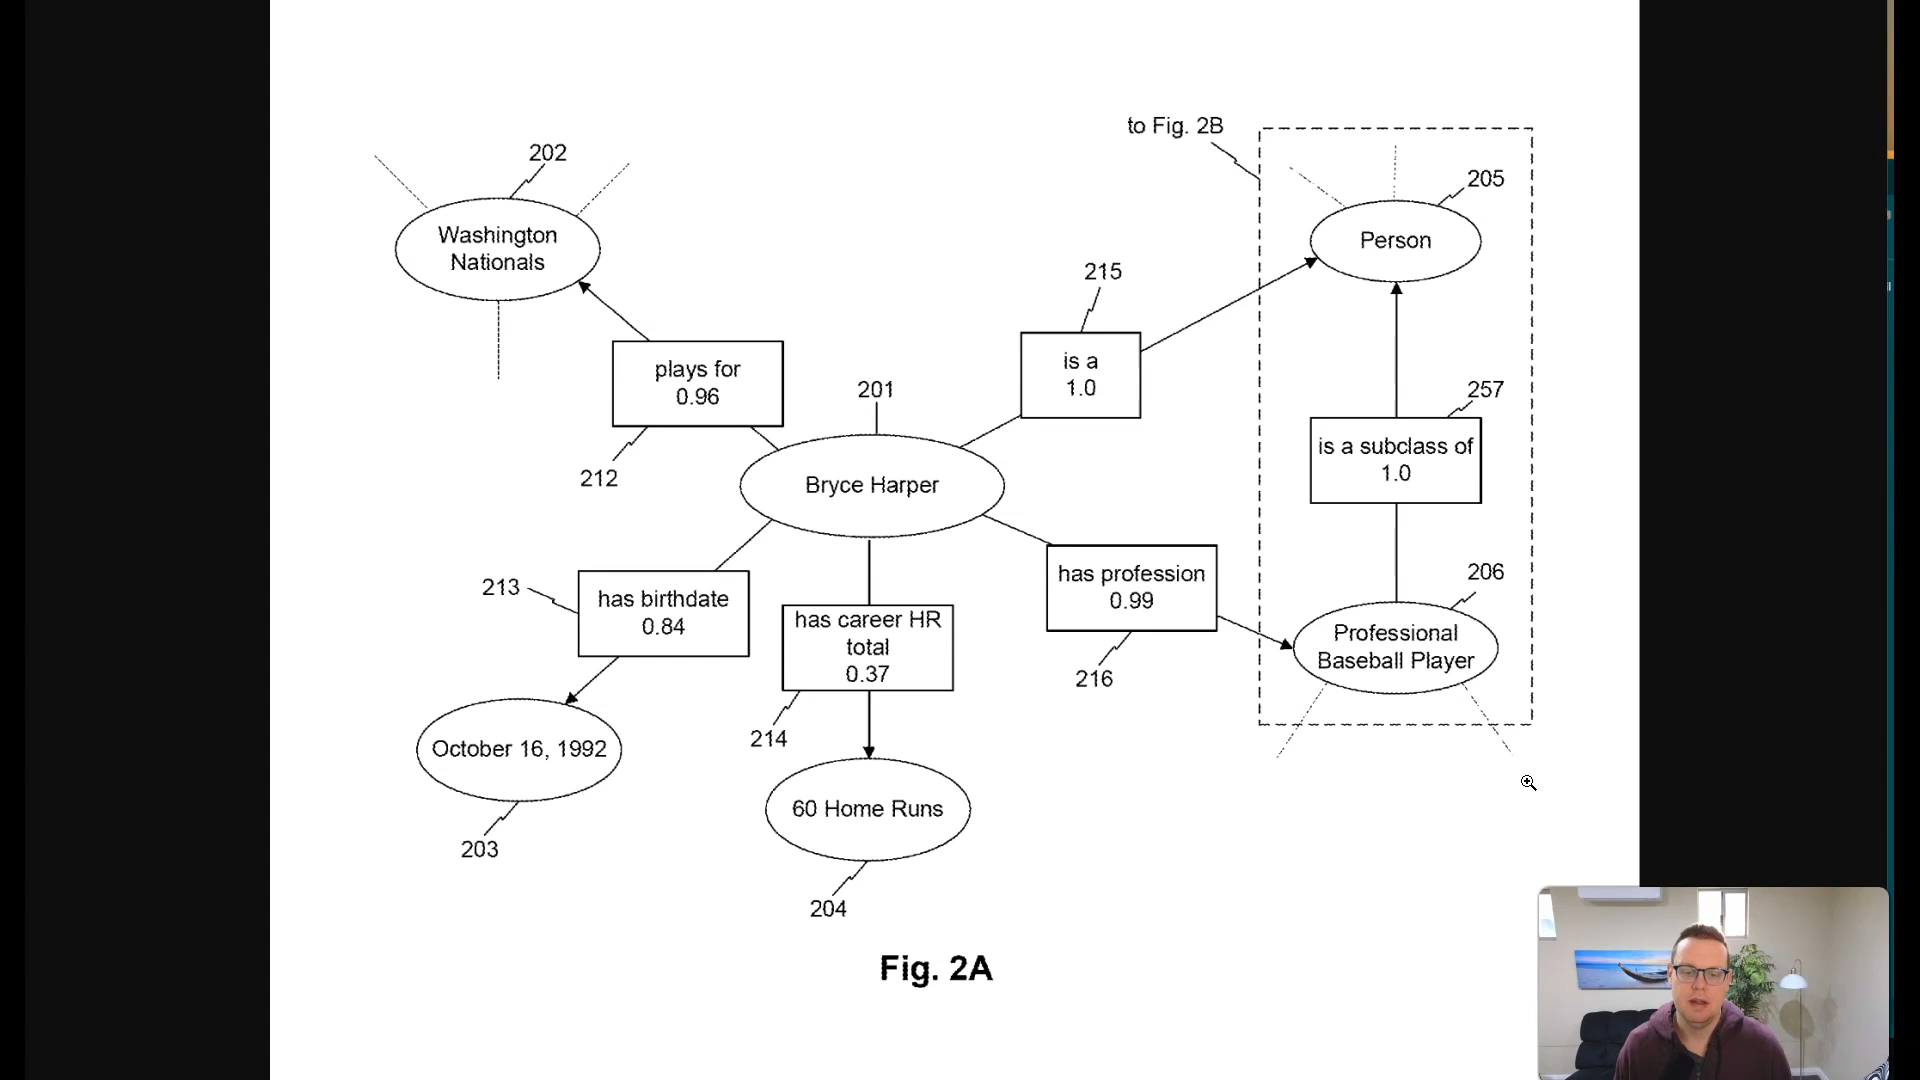 to Fig. 2B
202
205
Washington
Nationals
Person
215
plays for
0.96
is a
1.0
201
257
is a subclass of
1.0
212
Bryce Harper
213
has birthdate
0.84
has profession
0.99
206
has career HR
total
0.37
Professional
Baseball Player
216
214
October 16, 1992
60 Home Runs
203
204
Fig. 2A